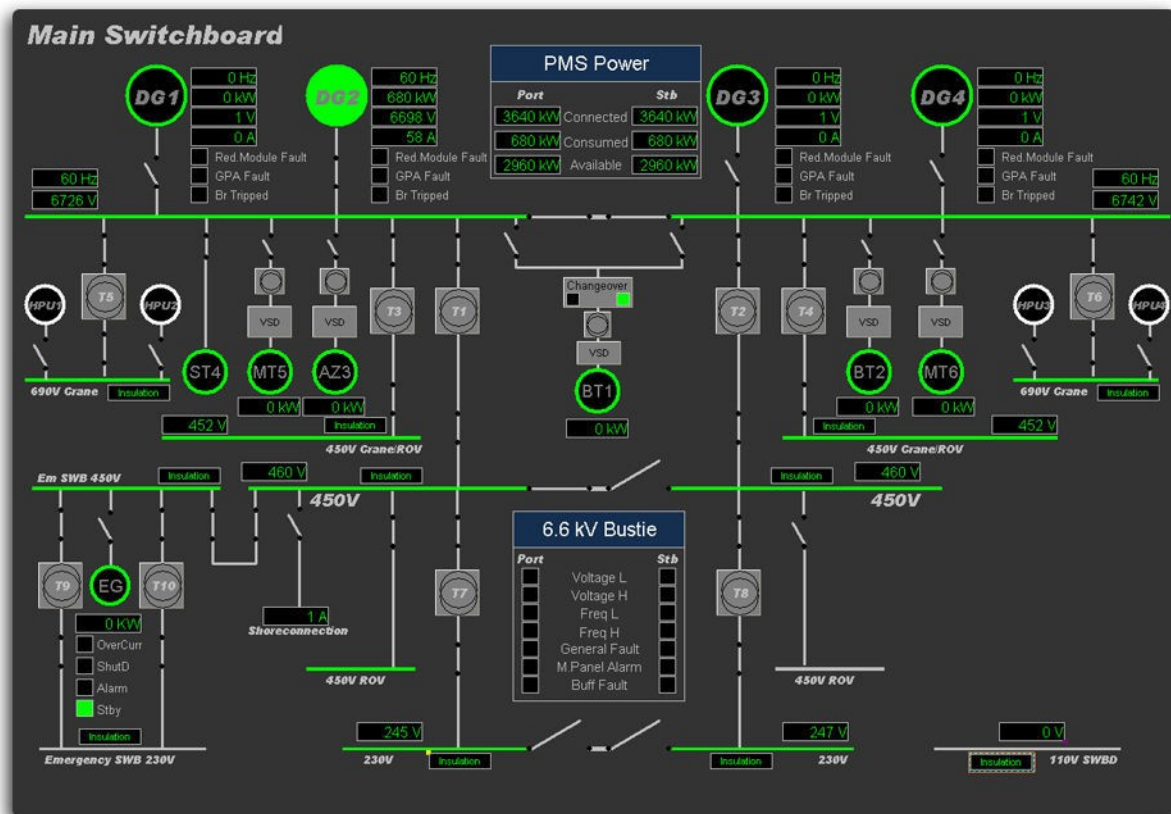 Main Switchboard
DG1
0 Hz
0 kW
1 V
0 A
Red.Module Fault
GPA Fault
Br Tripped
DG2
60 Hz
680 kW
6698 V
58 A
Red.Module Fault
GPA Fault
Br Tripped
PMS Power
Port Stb
3640 kW Connected 3640 kW
680 kW Consumed 680 kW
2960 kW Available 2960 kW
DG3
0 Hz
0 kW
1 V
0 A
Red.Module Fault
GPA Fault
Br Tripped
DG4
0 Hz
0 kW
1 V
0 A
Red.Module Fault
GPA Fault
Br Tripped
60 Hz
6726 V
60 Hz
6742 V
HPU1
T5
HPU2
VSD
VSD
T3
T1
Changeover
VSD
T2
T4
VSD
VSD
HPU3
T6
HPU4
ST4
MT5
AZ3
BT1
BT2
MT6
690V Crane
Insulation
0 kW
0 kW
0 kW
0 kW
0 kW
690V Crane
Insulation
452 V
Insulation
450V Crane/ROV
Insulation
452 V
450V Crane/ROV
Em SWB 450V
Insulation
460 V
Insulation
450V
Insulation
460 V
450V
T9
EG
T10
0 KW
OverCurr
ShutD
Alarm
Stby
Insulation
Emergency SWB 230V
1 A
Shoreconnection
450V ROV
T7
6.6 kV Bustie
Port Stb
Voltage L
Voltage H
Freq L
Freq H
General Fault
M.Panel Alarm
Buff Fault
T8
450V ROV
245 V
230V
Insulation
247 V
Insulation
230V
0 V
Insulation
110V SWBD